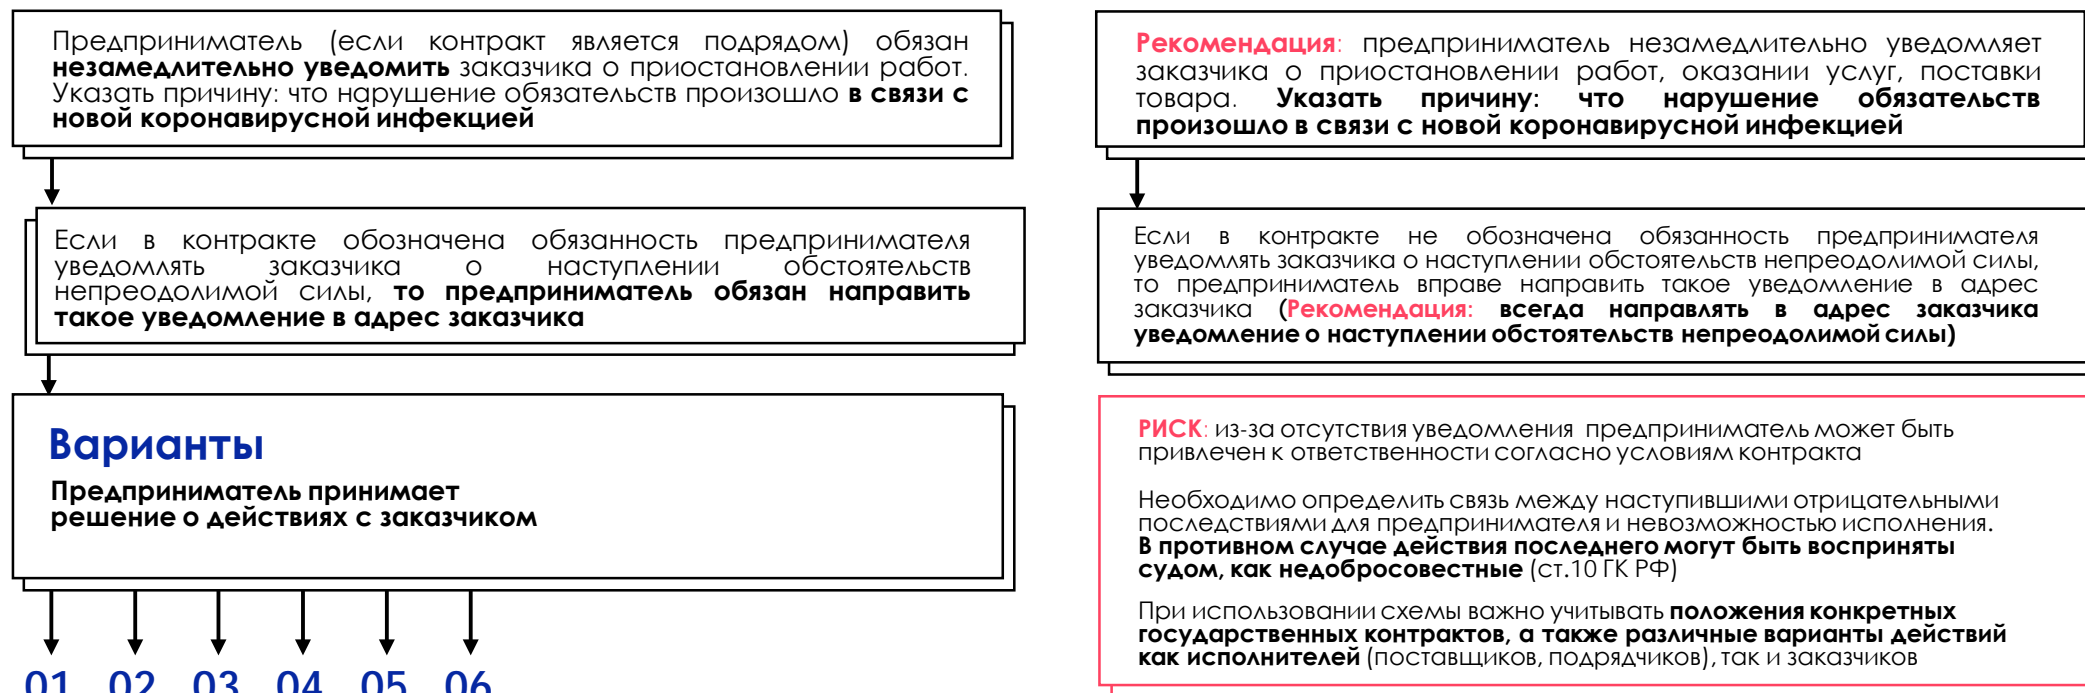 Предприниматель (если контракт является подрядом) обязан
незамедлительно уведомить заказчика о приостановлении работ.
Указать причину: что нарушение обязательств произошло в связи с
новой коронавирусной инфекцией
Если в контракте обозначена обязанность предпринимателя
уведомлять заказчика о наступлении обстоятельств
непреодолимой силы, то предприниматель обязан направить
такое уведомление в адрес заказчика
Варианты
Предприниматель принимает
решение о действиях с заказчиком
01 02 03 04 05 06
Рекомендация: предприниматель незамедлительно уведомляет
заказчика о приостановлении работ, оказании услуг, поставки
товара. Указать причину: что нарушение обязательств
произошло в связи с новой коронавирусной инфекцией
Если в контракте не обозначена обязанность предпринимателя
уведомлять заказчика о наступлении обстоятельств непреодолимой силы,
то предприниматель вправе направить такое уведомление в адрес
заказчика (Рекомендация: всегда направлять в адрес заказчика
уведомление о наступлении обстоятельств непреодолимой силы)
РИСК: из-за отсутствия уведомления предприниматель может быть
привлечен к ответственности согласно условиям контракта
Необходимо определить связь между наступившими отрицательными
последствиями для предпринимателя и невозможностью исполнения.
В противном случае действия последнего могут быть восприняты
судом, как недобросовестные (ст.10 ГК РФ)
При использовании схемы важно учитывать положения конкретных
государственных контрактов, а также различные варианты действий
как исполнителей (поставщиков, подрядчиков), так и заказчиков